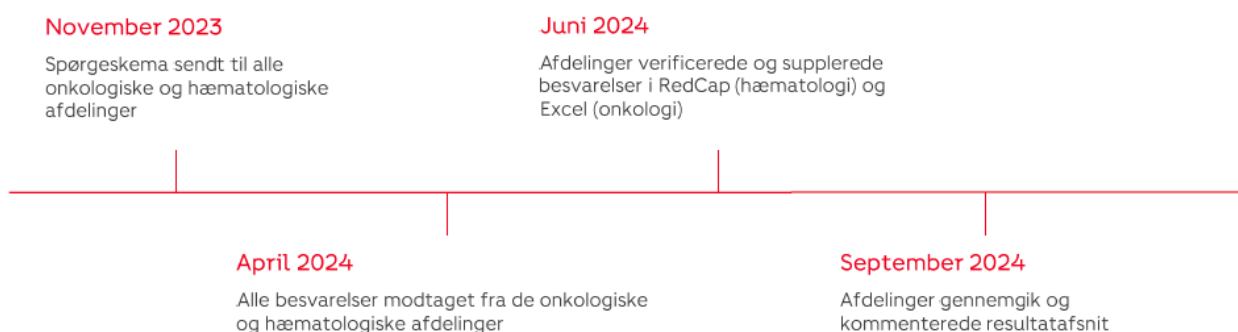 November 2023
Spørgeskema sendt til alle
onkologiske og hæmatologiske
afdelinger
Juni 2024
Afdelinger verificerede og supplerede
besvarelser i RedCap (hæmatologi) og
Excel (onkologi)
April 2024
Alle besvarelser modtaget fra de onkologiske
og hæmatologiske afdelinger
September 2024
Afdelinger gennemgik og
kommenterede resultatafsnit